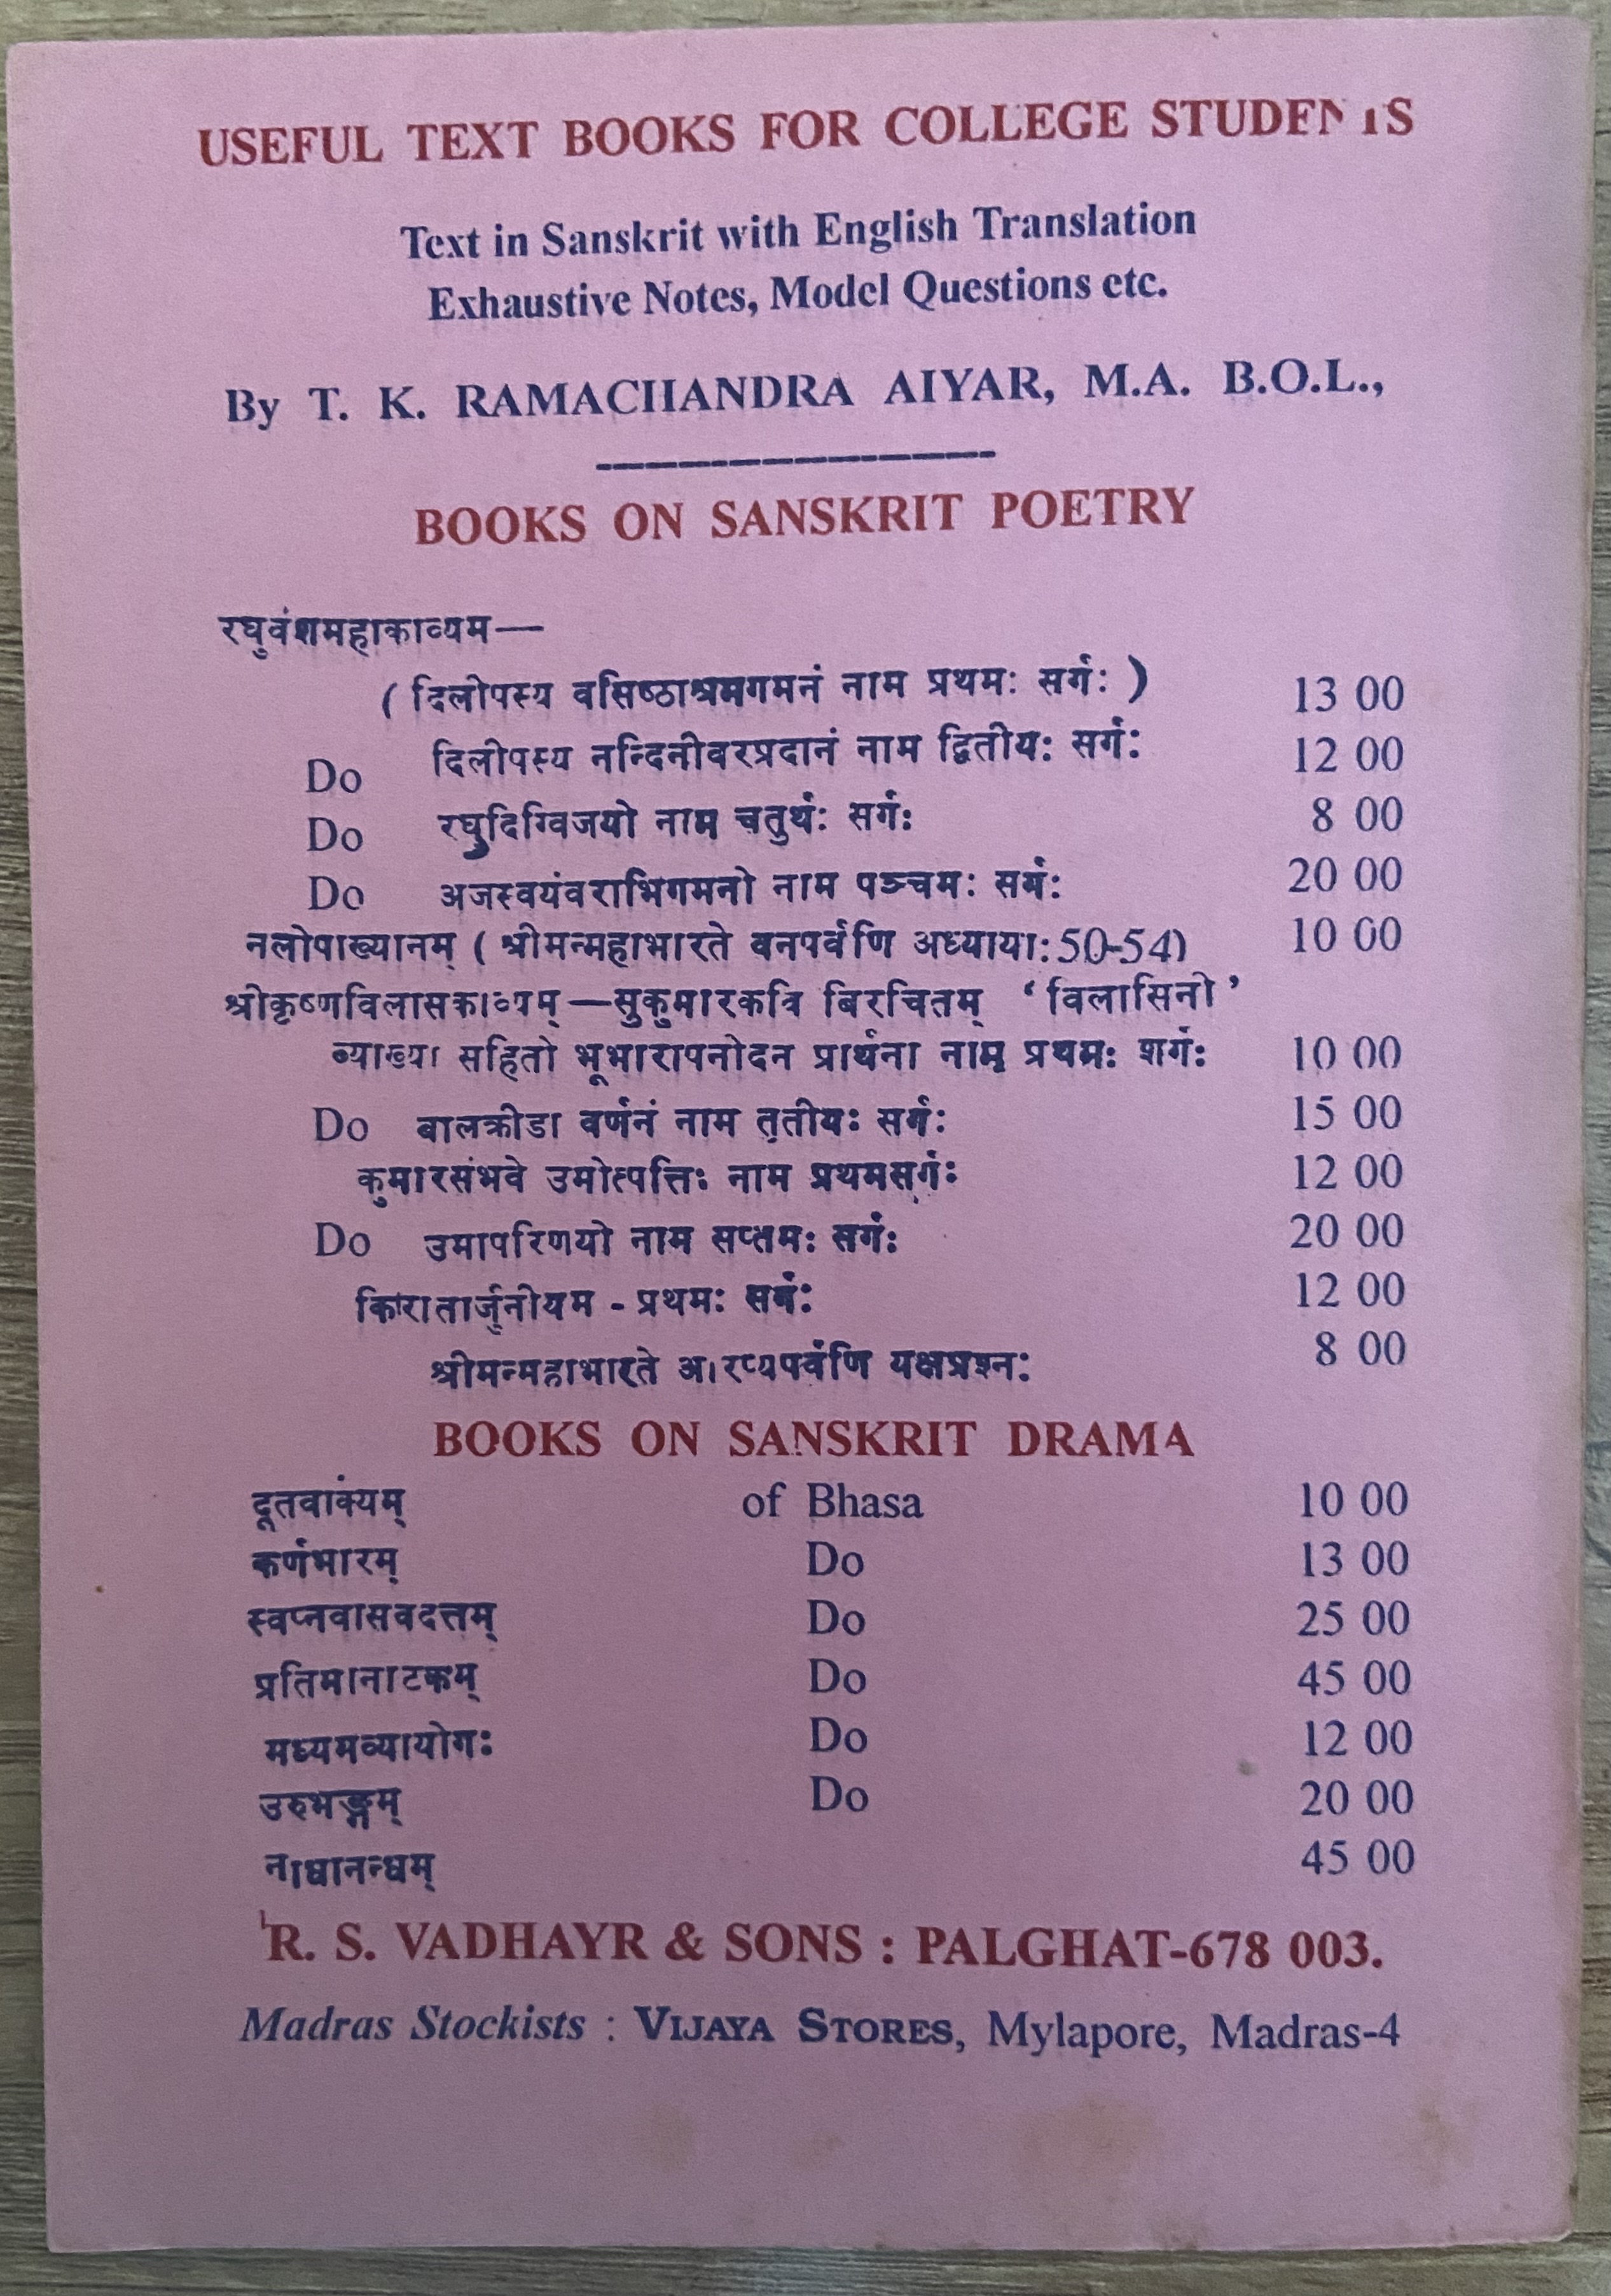 USEFUL TEXT BOOKS FOR COLLEGE STUDENTS
Text in Sanskrit with English Translation
Exhaustive Notes, Model Questions etc.
By T. K. RAMACHANDRA AIYAR, M.A. B.O.L.,
BOOKS ON SANSKRIT POETRY
रघुवंशमहाकाव्यम—
( दिलीपस्य वसिष्ठाश्रमगमनं नाम प्रथमः सर्गः ) 13 00
Do दिलीपस्य नन्दिनीवरप्रदानं नाम द्वितीयः सर्गः 12 00
Do रघुदिग्विजयो नाम चतुर्थः सर्गः 8 00
Do अजस्वयंवराभिगमनो नाम पञ्चमः सर्गः 20 00
नलोपाख्यानम् ( श्रीमन्महाभारते वनपर्वणि अध्यायाः 50-54) 10 00
श्रीकृष्णविलासकाव्यम्—सुकुमारकवि बिरचितम् ‘विलासिनो’
व्याख्या सहितो भूभारापनोदन प्रार्थना नाम प्रथमः शर्गः 10 00
Do बालक्रीडा वर्णनं नाम तृतीयः सर्गः 15 00
कुमारसंभवे उमोत्पत्तिः नाम प्रथमसर्गः 12 00
Do उमापरिणयो नाम सप्तमः सर्गः 20 00
किरातार्जुनीयम - प्रथमः सर्गः 12 00
श्रीमन्महाभारते आरण्यपर्वणि यक्षप्रश्नः 8 00
BOOKS ON SANSKRIT DRAMA
दूतवाक्यम् of Bhasa 10 00
कर्णभारम् Do 13 00
स्वप्नवासवदत्तम् Do 25 00
प्रतिमानाटकम् Do 45 00
मध्यमव्यायोगः Do 12 00
उरुभङ्गम् Do 20 00
नाघानन्धम् 45 00
R. S. VADHAYR & SONS : PALGHAT-678 003.
Madras Stockists : VIJAYA STORES, Mylapore, Madras-4